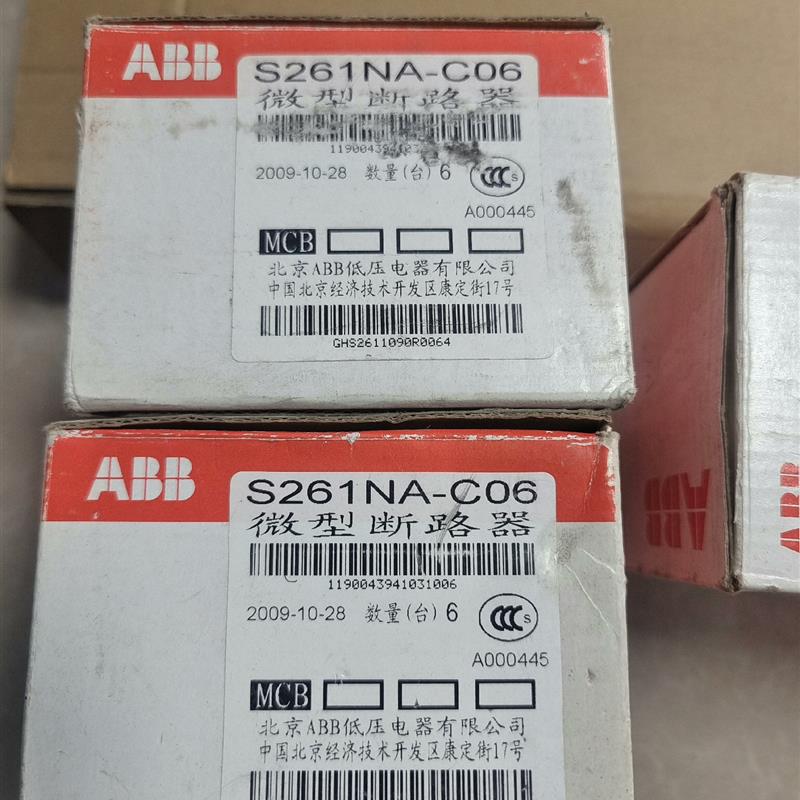 ABB
S261NA-C06
微型断路器
2009-10-28 数量(台) 6
CCC S
A000445
MCB
北京ABB低压电器有限公司
中国北京经济技术开发区康定街17号
GHS2611090R0064
ABB
S261NA-C06
微型断路器
1190043941031006
2009-10-28 数量(台) 6
CCC S
A000445
MCB
北京ABB低压电器有限公司
中国北京经济技术开发区康定街17号
ABB
ABB